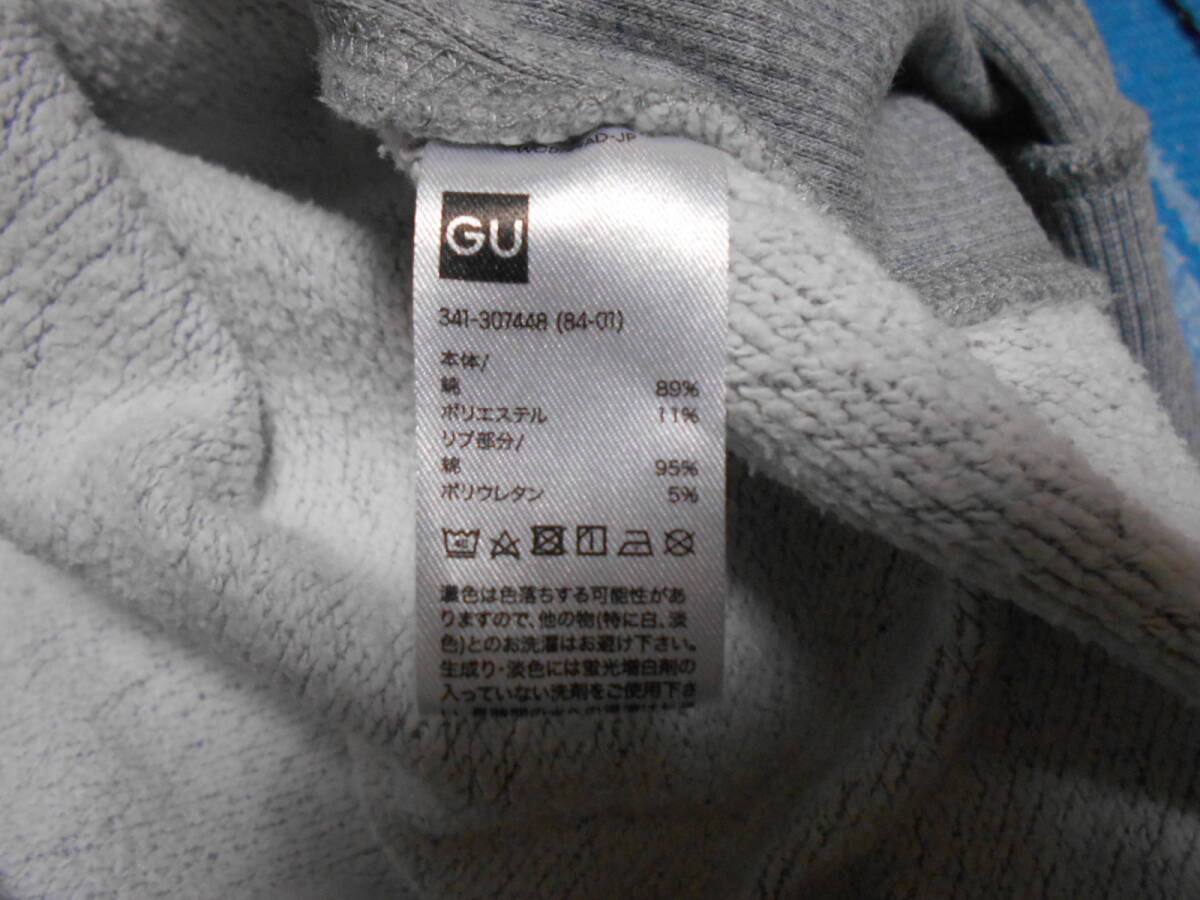 AD-JP
GU
341-307448 (84-01)
本体/
綿 89%
ポリエステル 11%
リブ部分/
綿 95%
ポリウレタン 5%
濃色は色落ちする可能性があ
りますので、他の物(特に白、淡
色)とのお洗濯はお避け下さい。
生成り・淡色には蛍光増白剤の
入っていない洗剤をご使用下さ